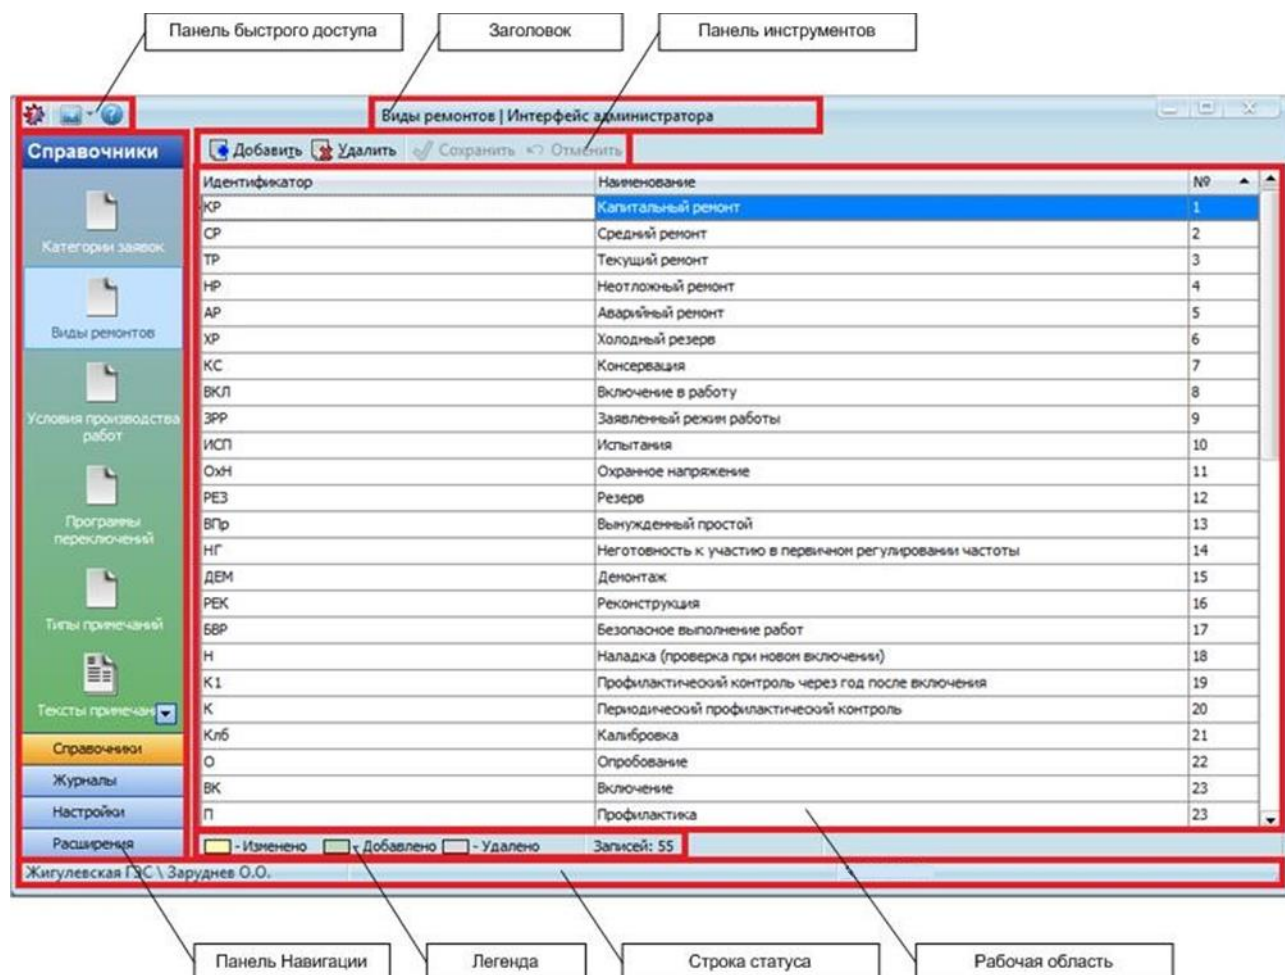 Панель быстрого доступа Заголовок Панель инструментов
Виды ремонтов | Интерфейс администратора
Справочники
Добавить Удалить Сохранить Отменить
Идентификатор Наименование №
КР Капитальный ремонт 1
СР Средний ремонт 2
ТР Текущий ремонт 3
НР Неотложный ремонт 4
АР Аварийный ремонт 5
ХР Холодный резерв 6
КС Консервация 7
ВКЛ Включение в работу 8
ЗРР Заявленный режим работы 9
ИСП Испытания 10
ОхН Охранное напряжение 11
РЕЗ Резерв 12
ВПр Вынужденный простой 13
НГ Неготовность к участию в первичном регулировании частоты 14
ДЕМ Демонтаж 15
РЕК Реконструкция 16
БВР Безопасное выполнение работ 17
Н Наладка (проверка при новом включении) 18
К1 Профилактический контроль через год после включения 19
К Периодический профилактический контроль 20
Клб Калибровка 21
О Опробование 22
ВК Включение 23
П Профилактика 23
Категории заявок
Виды ремонтов
Условия производства
работ
Программы
переключений
Типы примечаний
Тексты примечан
Справочники
Журналы
Настройки
Расширения
- Изменено - Добавлено - Удалено Записей: 55
Жигулевская ГЭС \ Заруднев О.О.
Панель Навигации Легенда Строка статуса Рабочая область